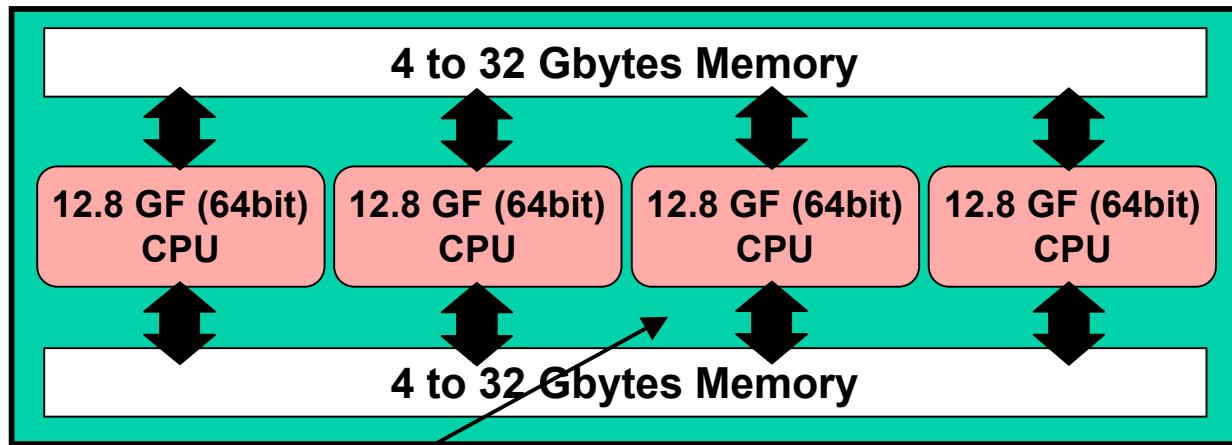 4 to 32 Gbytes Memory
12.8 GF (64bit) 12.8 GF (64bit) 12.8 GF (64bit) 12.8 GF (64bit)
CPU CPU CPU CPU
4 to 32 Gbytes Memory